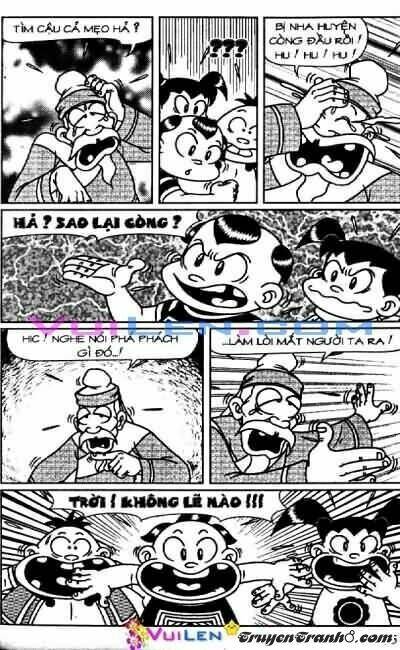 TÌM CẬU CẢ MẸO HẢ ?
???
BỊ NHA HUYỆN
CÒNG ĐẦU RỒI !
HU ! HU ! HU !
HẢ ? SAO LẠI CÒNG ?
VUILEN.COM
HIC ! NGHE NÓI PHÁ PHÁCH
GÌ ĐÓ...!
...LÀM LÒI MẮT NGƯỜI TA RA !
TRỜI ! KHÔNG LẼ NÀO !!!
VUILEN
TruyenTranh8.com